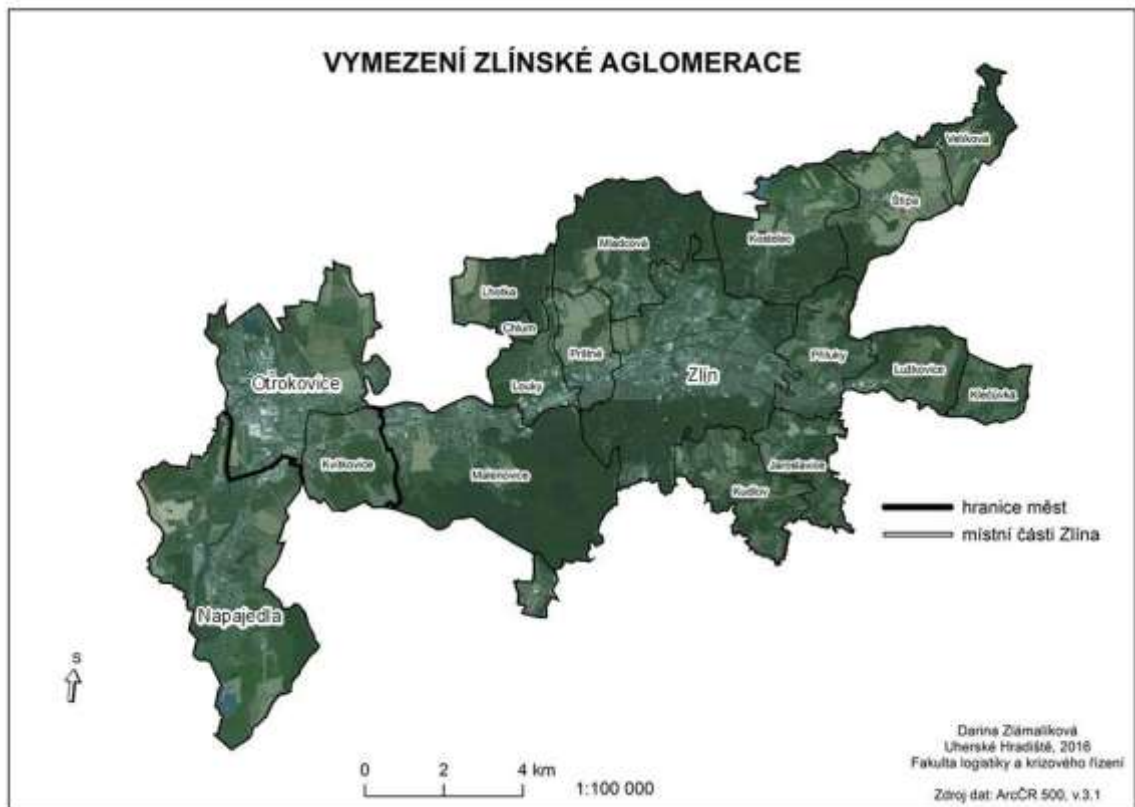 VYMEZENÍ ZLÍNSKÉ AGLOMERACE
Velíková
Štípa
Kostelec
Mladcová
Lhotka
Chlum
Prštné
Zlín
Příluky
Lužkovice
Klečůvka
Louky
Otrokovice
Kvítkovice
Malenovice
Jaroslavice
Kudlov
Napajedla
hranice měst
místní části Zlína
S
0 2 4 km
1:100 000
Darina Zlámalíková
Uherské Hradiště, 2016
Fakulta logistiky a krizového řízení
Zdroj dat: ArcČR 500, v.3.1